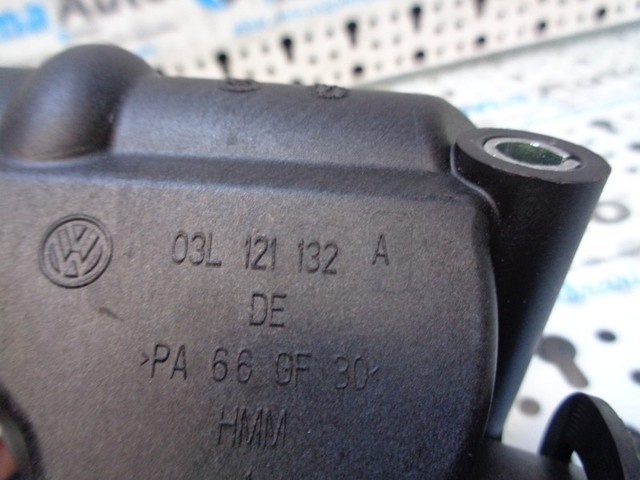 03L 121 132 A
DE
>PA 66 GF 30<
HMM